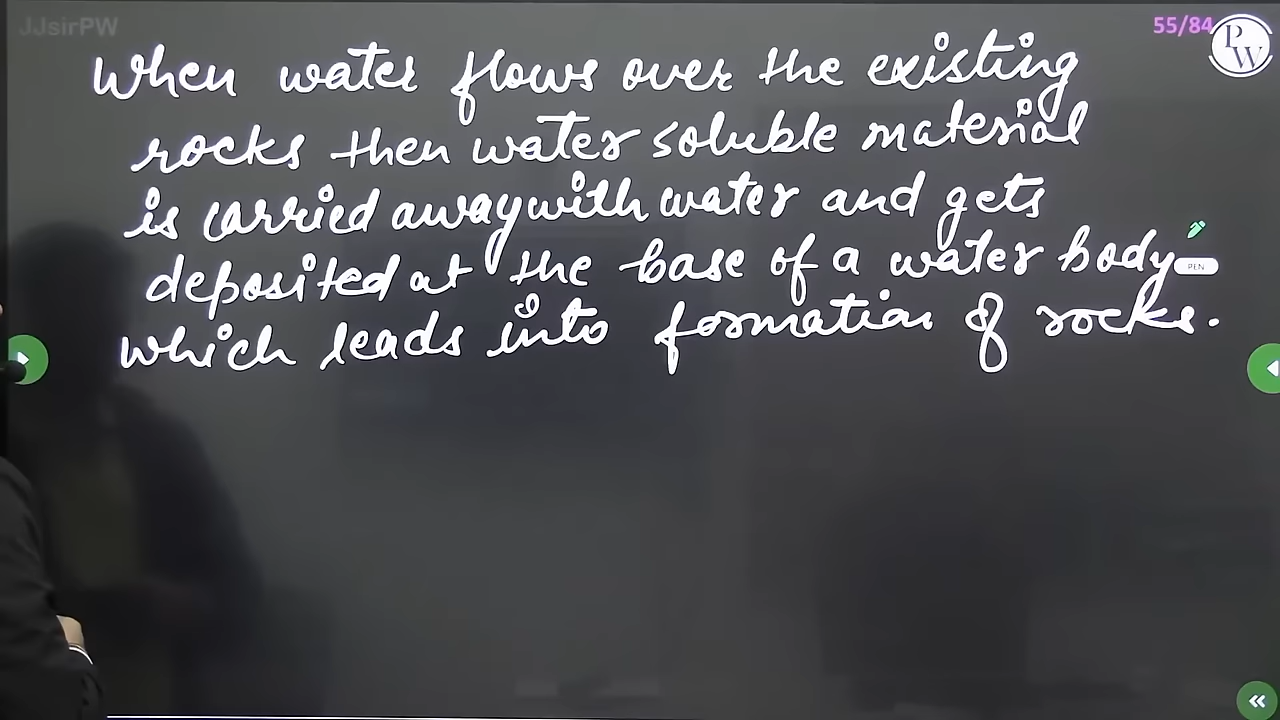 JJsirPW
55/84
PW
When water flows over the existing
rocks then water soluble material
is carried away with water and gets
deposited at the base of a water body
PEN
which leads into formation of rocks.